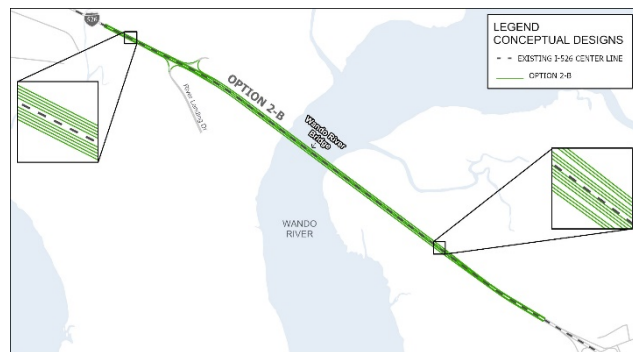 526
LEGEND
CONCEPTUAL DESIGNS
EXISTING I-526 CENTER LINE
OPTION 2-B
OPTION 2-B
River Landing Dr
Wando River
Bridge
WANDO
RIVER